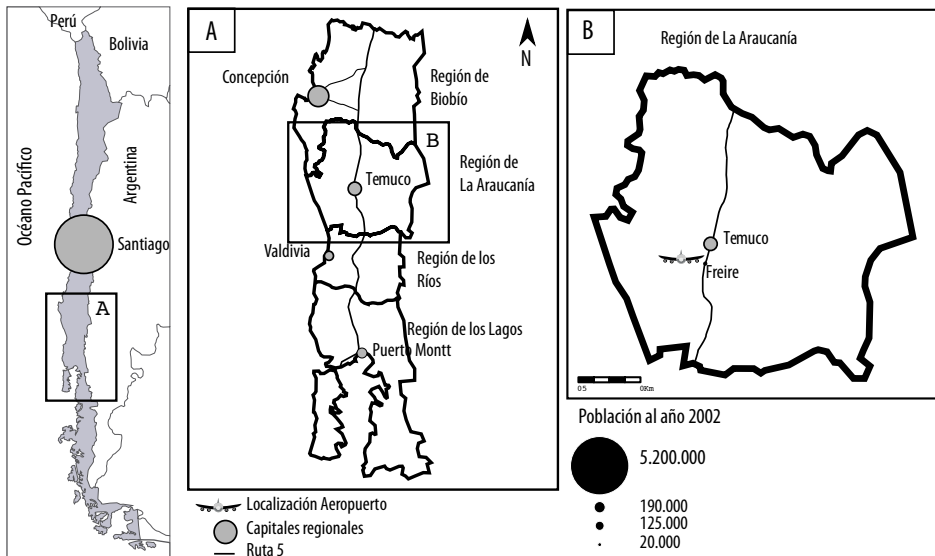 Perú
Bolivia
Océano Pacífico
Argentina
Santiago
A
A
N
Concepción
Región de
Biobío
B
Temuco
Región de
La Araucanía
Valdivia
Región de los
Ríos
Región de los Lagos
Puerto Montt
Localización Aeropuerto
Capitales regionales
Ruta 5
B
Región de La Araucanía
Temuco
Freire
05
0Km
Población al año 2002
5.200.000
190.000
125.000
20.000